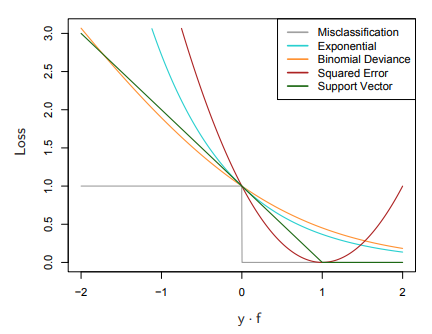 Misclassification
Exponential
Binomial Deviance
Squared Error
Support Vector
3.0
2.5
2.0
1.5
1.0
0.5
0.0
Loss
−2
−1
0
1
2
y · f